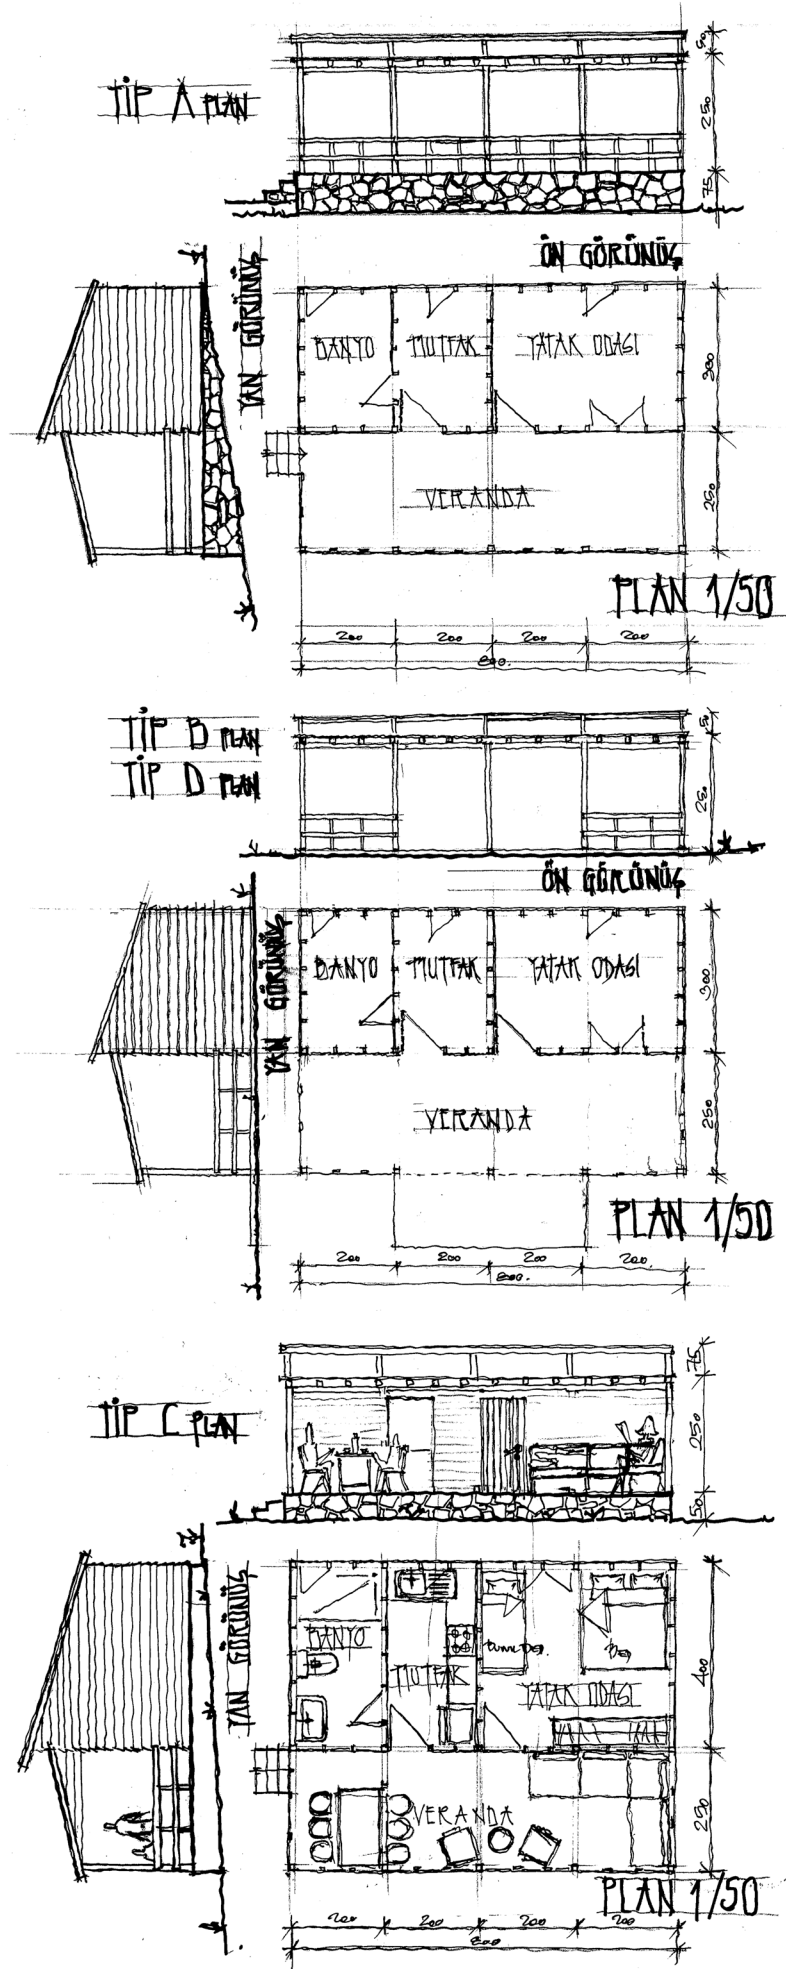 TİP A PLAN
50
250
75
ÖN GÖRÜNÜŞ
YAN GÖRÜNÜŞ
BANYO MUTFAK YATAK ODASI
300
VERANDA
250
PLAN 1/50
200 200 200 200
800.
TİP B PLAN
TİP D PLAN
50
250
ÖN GÖRÜNÜŞ
YAN GÖRÜNÜŞ
BANYO MUTFAK YATAK ODASI
300
VERANDA
250
PLAN 1/50
200 200 200 200.
800.
TİP C PLAN
75
250
50
YAN GÖRÜNÜŞ
BANYO
MUTFAK
YATAK ODASI
400
VERANDA
250
PLAN 1/50
200 200 200 200
800